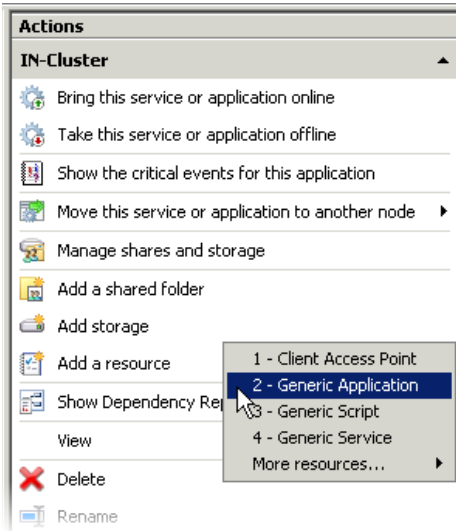 Actions
IN-Cluster
Bring this service or application online
Take this service or application offline
Show the critical events for this application
Move this service or application to another node
Manage shares and storage
Add a shared folder
Add storage
Add a resource
1 - Client Access Point
2 - Generic Application
3 - Generic Script
4 - Generic Service
More resources...
Show Dependency Re
View
Delete
Rename